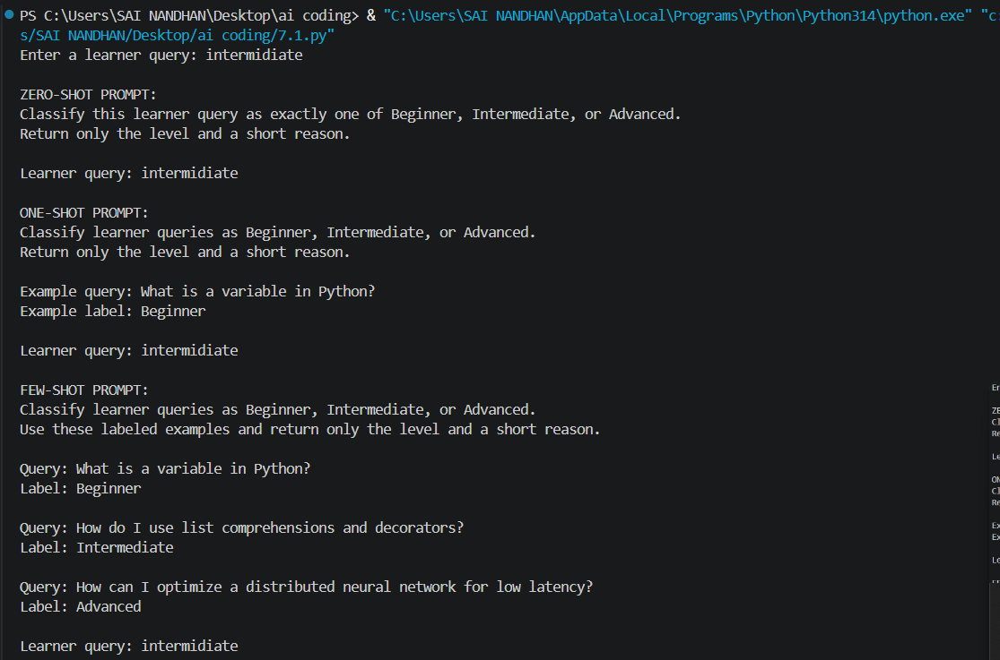 PS C:\Users\SAI NANDHAN\Desktop\ai coding> & "C:\Users\SAI NANDHAN\AppData\Local\Programs\Python\Python314\python.exe" "c:
s/SAI NANDHAN/Desktop/ai coding/7.1.py"
Enter a learner query: intermidiate
ZERO-SHOT PROMPT:
Classify this learner query as exactly one of Beginner, Intermediate, or Advanced.
Return only the level and a short reason.
Learner query: intermidiate
ONE-SHOT PROMPT:
Classify learner queries as Beginner, Intermediate, or Advanced.
Return only the level and a short reason.
Example query: What is a variable in Python?
Example label: Beginner
Learner query: intermidiate
FEW-SHOT PROMPT:
Classify learner queries as Beginner, Intermediate, or Advanced.
Use these labeled examples and return only the level and a short reason.
Query: What is a variable in Python?
Label: Beginner
Query: How do I use list comprehensions and decorators?
Label: Intermediate
Query: How can I optimize a distributed neural network for low latency?
Label: Advanced
Learner query: intermidiate